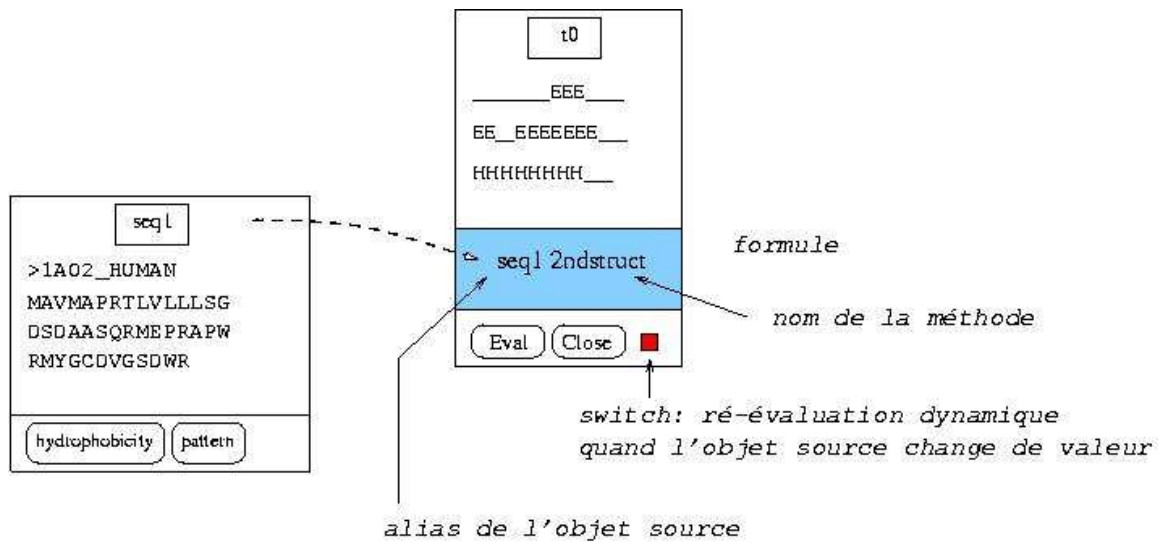 t0
_______EEE____
EE__EEEEEEE___
HHHHHHHH___
seq1 2ndstruct
Eval Close
seq1
>1A02_HUMAN
MAVMAPRTLVLLLSG
DSDAASQRMEPRAPW
RMYGCDVGSDWR
hydrophobicity pattern
formule
nom de la méthode
switch: ré-évaluation dynamique
quand l'objet source change de valeur
alias de l'objet source